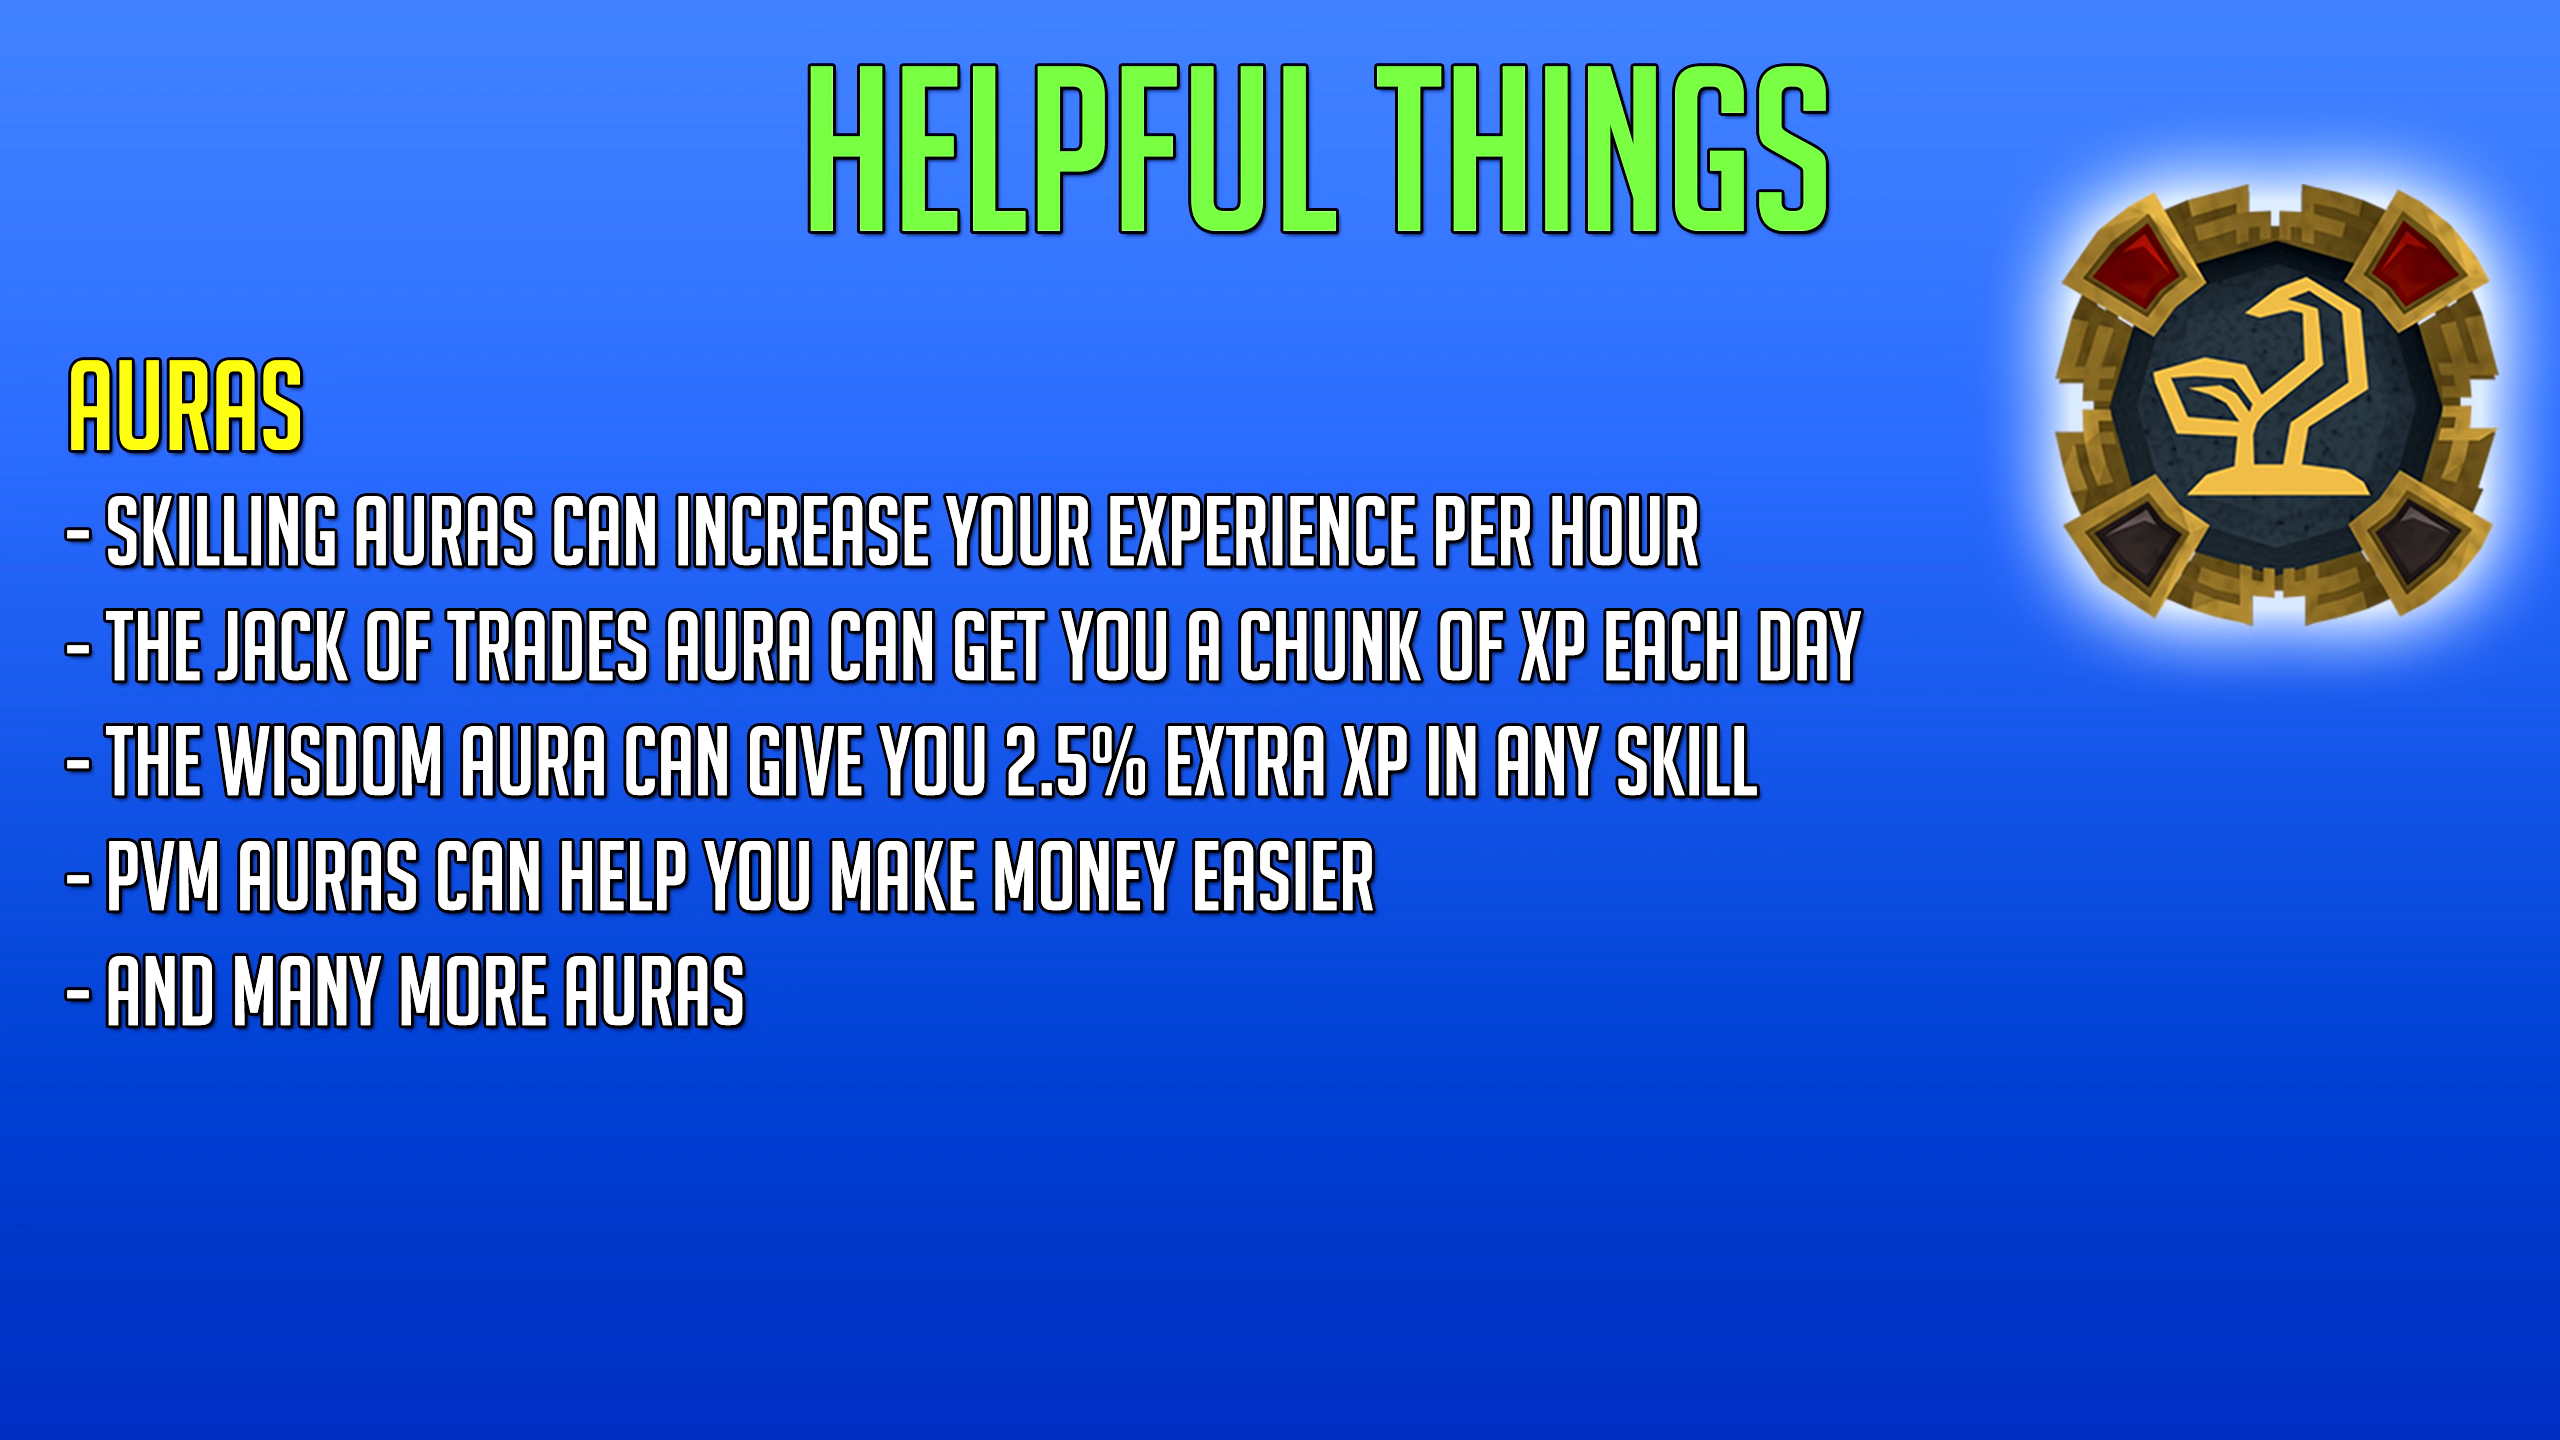 HELPFUL THINGS
AURAS
- SKILLING AURAS CAN INCREASE YOUR EXPERIENCE PER HOUR
- THE JACK OF TRADES AURA CAN GET YOU A CHUNK OF XP EACH DAY
- THE WISDOM AURA CAN GIVE YOU 2.5% EXTRA XP IN ANY SKILL
- PVM AURAS CAN HELP YOU MAKE MONEY EASIER
- AND MANY MORE AURAS